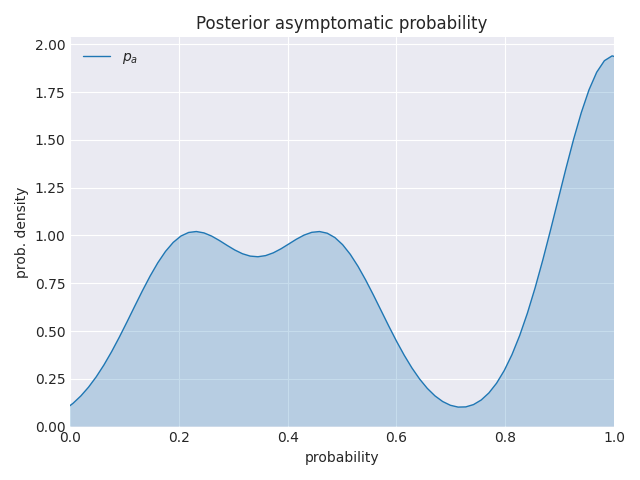 Posterior asymptomatic probability
pₐ
prob. density
2.00
1.75
1.50
1.25
1.00
0.75
0.50
0.25
0.00
0.0 0.2 0.4 0.6 0.8 1.0
probability